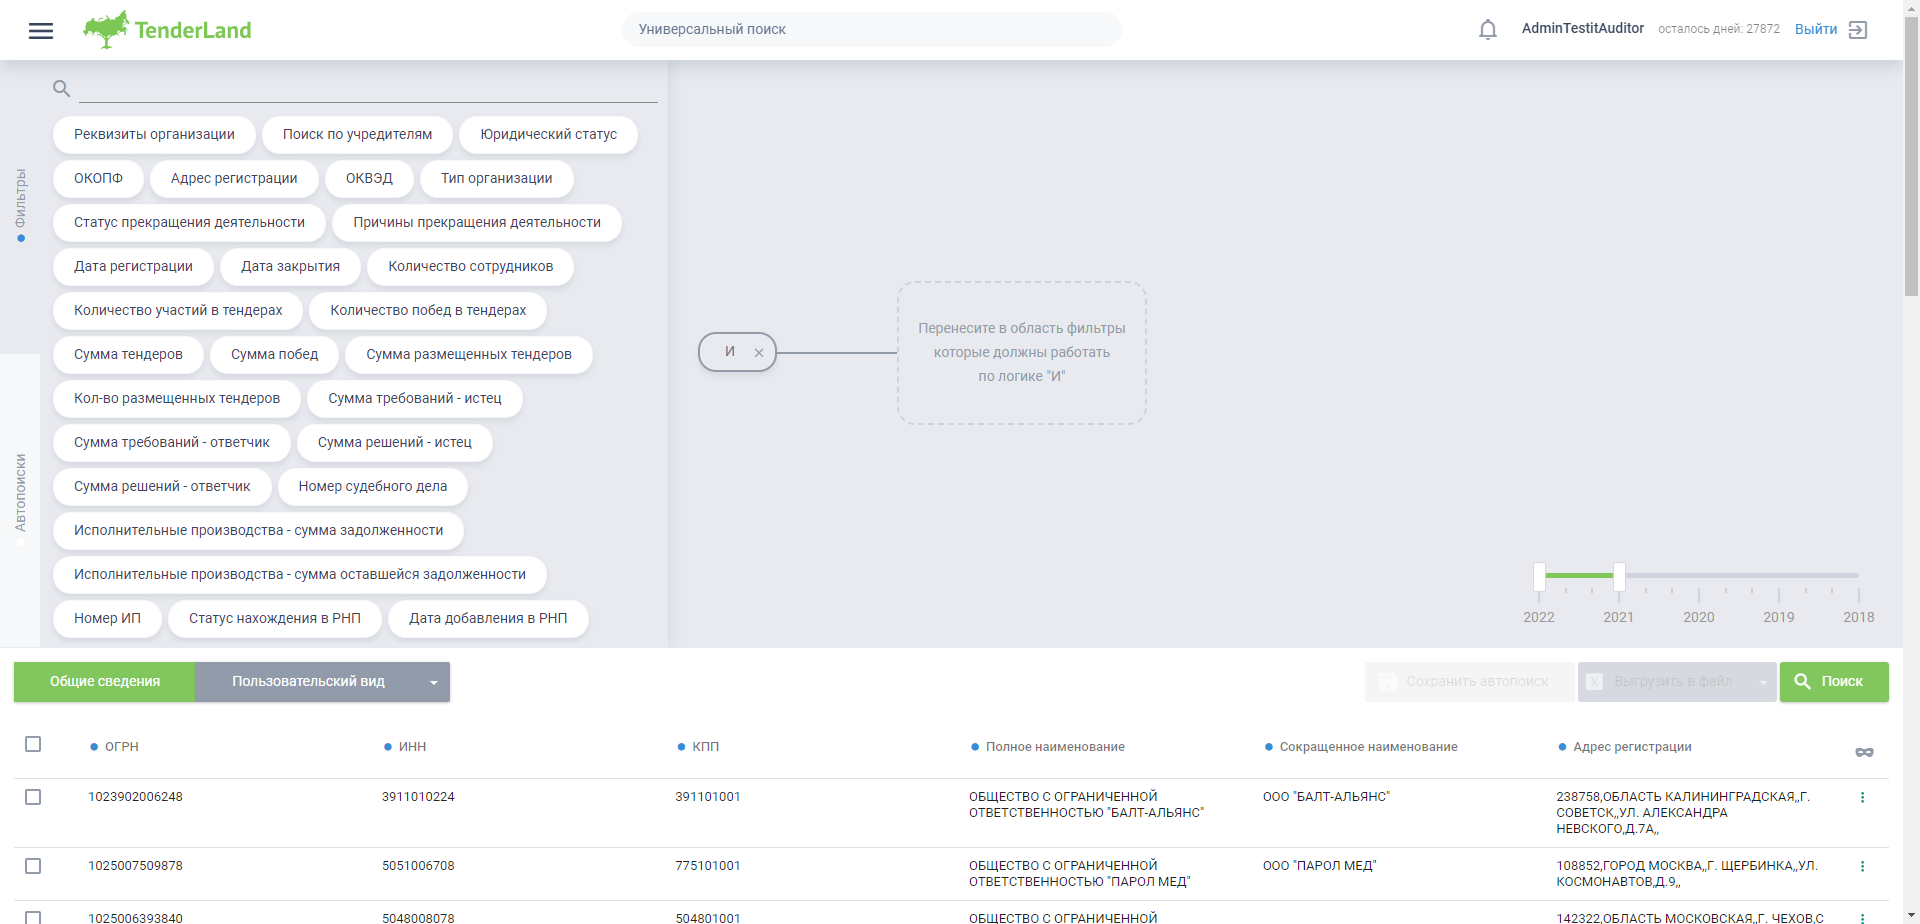 TenderLand
Универсальный поиск
AdminTestitAuditor
осталось дней: 27872
Выйти
Фильтры
Автопоиски
Реквизиты организации
Поиск по учредителям
Юридический статус
ОКОПФ
Адрес регистрации
ОКВЭД
Тип организации
Статус прекращения деятельности
Причины прекращения деятельности
Дата регистрации
Дата закрытия
Количество сотрудников
Количество участий в тендерах
Количество побед в тендерах
Сумма тендеров
Сумма побед
Сумма размещенных тендеров
Кол-во размещенных тендеров
Сумма требований - истец
Сумма требований - ответчик
Сумма решений - истец
Сумма решений - ответчик
Номер судебного дела
Исполнительные производства - сумма задолженности
Исполнительные производства - сумма оставшейся задолженности
Номер ИП
Статус нахождения в РНП
Дата добавления в РНП
И
Перенесите в область фильтры
которые должны работать
по логике "И"
2022
2021
2020
2019
2018
Общие сведения
Пользовательский вид
Сохранить автопоиск
X
Выгрузить в файл
Поиск
ОГРН
ИНН
КПП
Полное наименование
Сокращенное наименование
Адрес регистрации
1023902006248
3911010224
391101001
ОБЩЕСТВО С ОГРАНИЧЕННОЙ
ОТВЕТСТВЕННОСТЬЮ "БАЛТ-АЛЬЯНС"
ООО "БАЛТ-АЛЬЯНС"
238758,ОБЛАСТЬ КАЛИНИНГРАДСКАЯ,,Г.
СОВЕТСК,,УЛ. АЛЕКСАНДРА
НЕВСКОГО,Д.7А,,
1025007509878
5051006708
775101001
ОБЩЕСТВО С ОГРАНИЧЕННОЙ
ОТВЕТСТВЕННОСТЬЮ "ПАРОЛ МЕД"
ООО "ПАРОЛ МЕД"
108852,ГОРОД МОСКВА,,Г. ЩЕРБИНКА,,УЛ.
КОСМОНАВТОВ,Д.9,,
1025006393840
5048008078
504801001
ОБЩЕСТВО С ОГРАНИЧЕННОЙ
142322,ОБЛАСТЬ МОСКОВСКАЯ,,Г. ЧЕХОВ,С